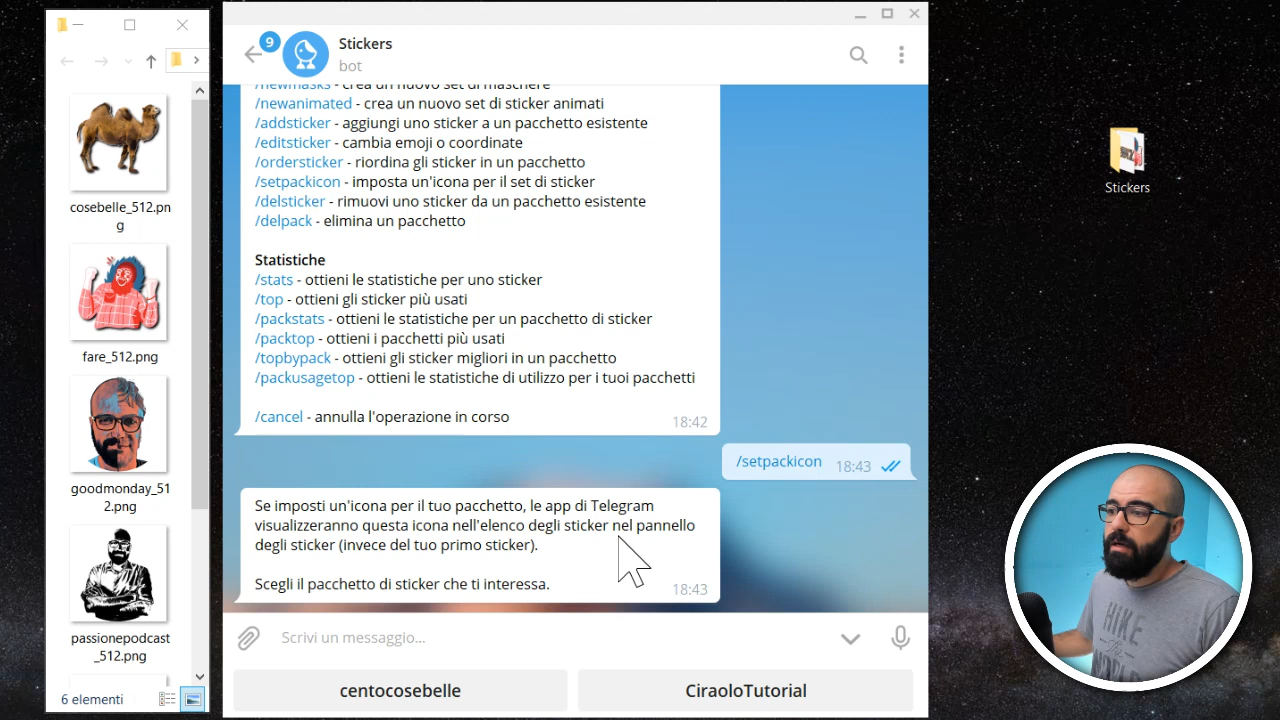 9
Stickers
bot
/newmasks - crea un nuovo set di maschere
/newanimated - crea un nuovo set di sticker animati
/addsticker - aggiungi uno sticker a un pacchetto esistente
/editsticker - cambia emoji o coordinate
/ordersticker - riordina gli sticker in un pacchetto
/setpackicon - imposta un'icona per il set di sticker
/delsticker - rimuovi uno sticker da un pacchetto esistente
/delpack - elimina un pacchetto
Statistiche
/stats - ottieni le statistiche per uno sticker
/top - ottieni gli sticker più usati
/packstats - ottieni le statistiche per un pacchetto di sticker
/packtop - ottieni i pacchetti più usati
/topbypack - ottieni gli sticker migliori in un pacchetto
/packusagetop - ottieni le statistiche di utilizzo per i tuoi pacchetti
/cancel - annulla l'operazione in corso
18:42
/setpackicon 18:43
Se imposti un'icona per il tuo pacchetto, le app di Telegram
visualizzeranno questa icona nell'elenco degli sticker nel pannello
degli sticker (invece del tuo primo sticker).
Scegli il pacchetto di sticker che ti interessa.
18:43
Scrivi un messaggio...
centocosebelle
CiraoloTutorial
cosebelle_512.pn
g
fare_512.png
goodmonday_51
2.png
passionepodcast
_512.png
6 elementi
Stickers
HIKE